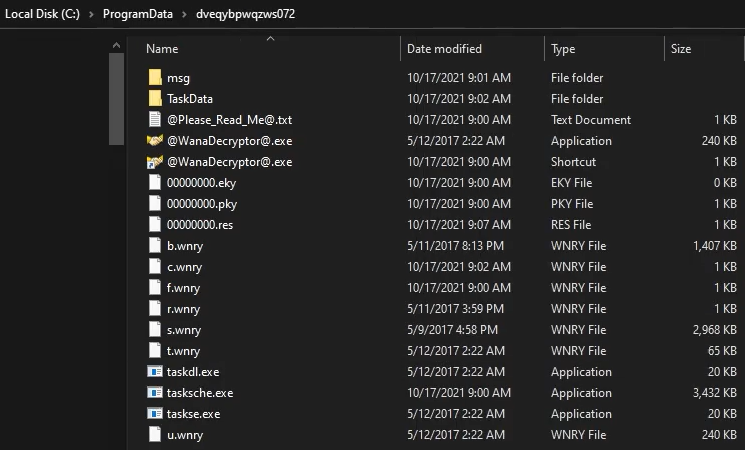 Local Disk (C:) > ProgramData > dveqybpwqzws072
Name Date modified Type Size
msg 10/17/2021 9:01 AM File folder
TaskData 10/17/2021 9:02 AM File folder
@Please_Read_Me@.txt 10/17/2021 9:00 AM Text Document 1 KB
@WanaDecryptor@.exe 5/12/2017 2:22 AM Application 240 KB
@WanaDecryptor@.exe 10/17/2021 9:00 AM Shortcut 1 KB
00000000.eky 10/17/2021 9:00 AM EKY File 0 KB
00000000.pky 10/17/2021 9:00 AM PKY File 1 KB
00000000.res 10/17/2021 9:07 AM RES File 1 KB
b.wnry 5/11/2017 8:13 PM WNRY File 1,407 KB
c.wnry 10/17/2021 9:02 AM WNRY File 1 KB
f.wnry 10/17/2021 9:00 AM WNRY File 1 KB
r.wnry 5/11/2017 3:59 PM WNRY File 1 KB
s.wnry 5/9/2017 4:58 PM WNRY File 2,968 KB
t.wnry 5/12/2017 2:22 AM WNRY File 65 KB
taskdl.exe 5/12/2017 2:22 AM Application 20 KB
tasksche.exe 10/17/2021 9:00 AM Application 3,432 KB
taskse.exe 5/12/2017 2:22 AM Application 20 KB
u.wnry 5/12/2017 2:22 AM WNRY File 240 KB